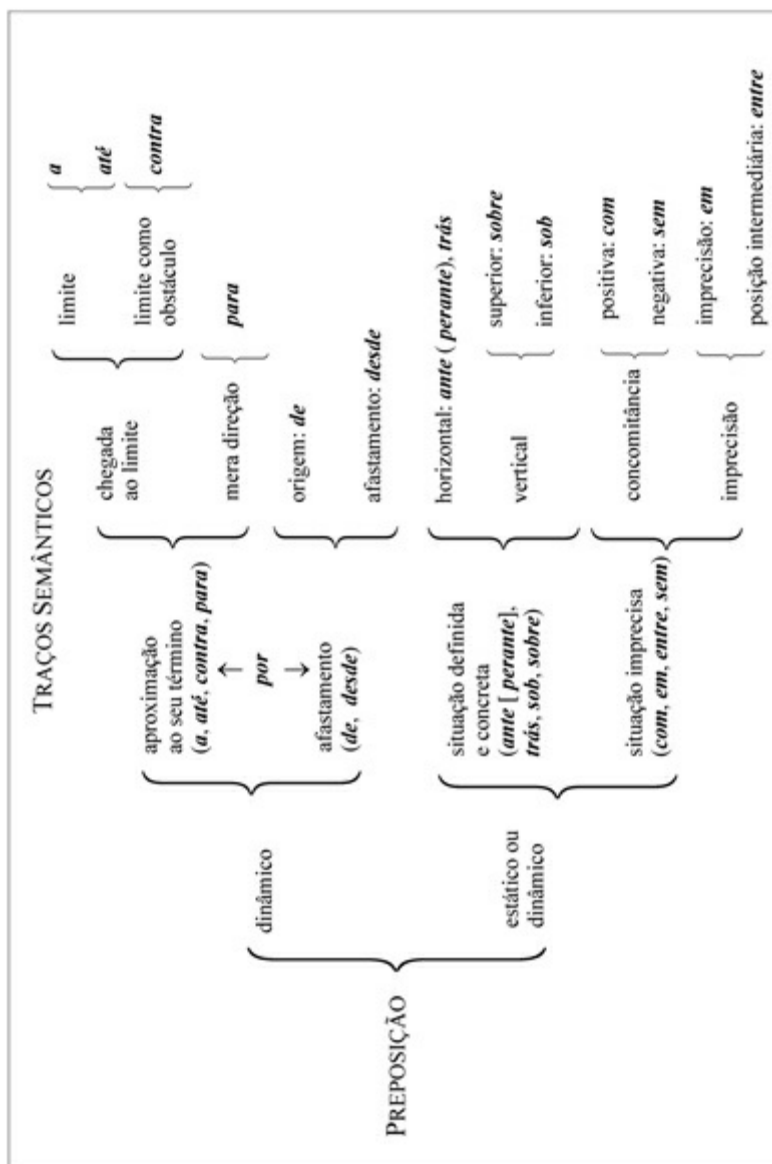 TRAÇOS SEMÂNTICOS
PREPOSIÇÃO
dinâmico
aproximação
ao seu término
(a, até, contra, para)
↑
por
↓
afastamento
(de, desde)
chegada
ao limite
limite
a
até
limite como
obstáculo
contra
mera direção
para
origem: de
afastamento: desde
estático ou
dinâmico
situação definida
e concreta
(ante [perante],
trás, sob, sobre)
horizontal: ante (perante), trás
vertical
superior: sobre
inferior: sob
situação imprecisa
(com, em, entre, sem)
concomitância
positiva: com
negativa: sem
imprecisão
imprecisão: em
posição intermediária: entre